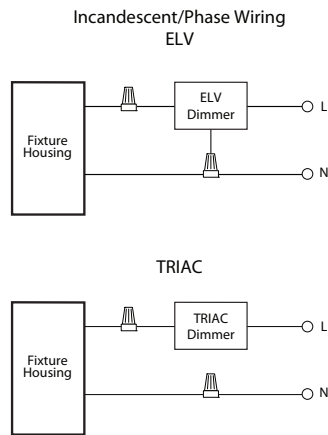 Incandescent/Phase Wiring
ELV
Fixture
Housing
ELV
Dimmer
L
N
TRIAC
Fixture
Housing
TRIAC
Dimmer
L
N